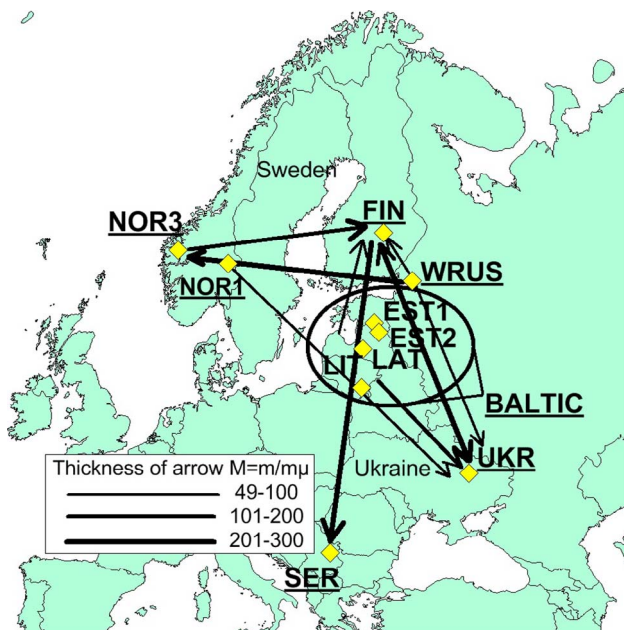 Sweden
FIN
NOR3
WRUS
NOR1
EST1
EST2
LIT
LAT
BALTIC
Thickness of arrow M=m/mμ
49-100
101-200
201-300
Ukraine
UKR
SER